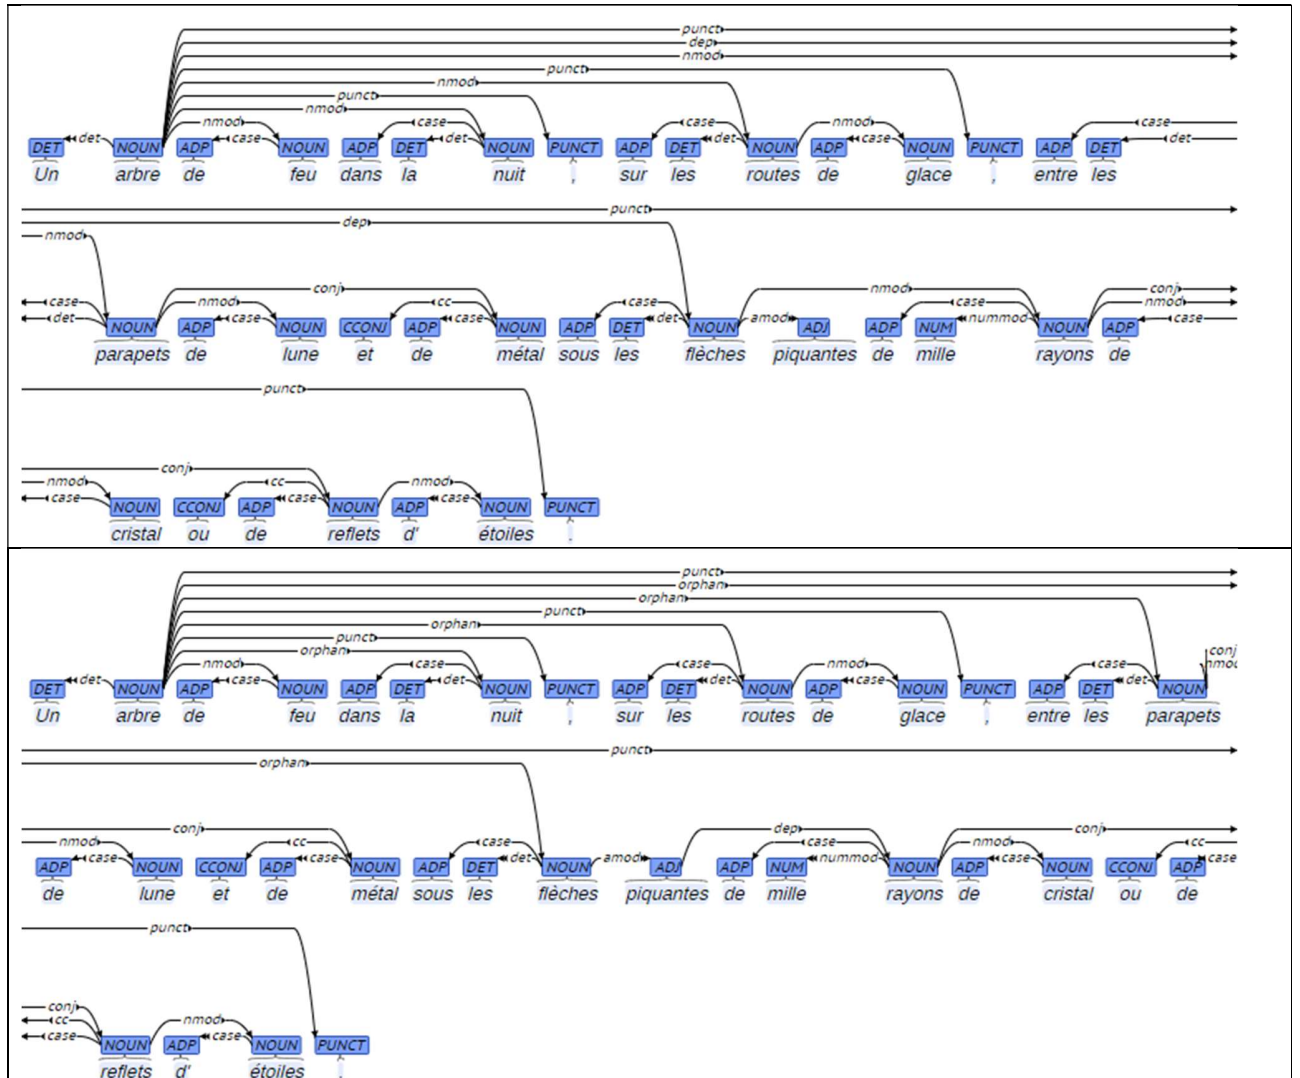 punct
dep
nmod
punct
nmod
punct
nmod
nmod case case case nmod case
det case det det case det
DET NOUN ADP NOUN ADP DET NOUN PUNCT ADP DET NOUN ADP NOUN PUNCT ADP DET
Un arbre de feu dans la nuit , sur les routes de glace , entre les
punct
dep
nmod
conj nmod conj
case nmod cc case case nmod
det case case det amod nummod case
NOUN ADP NOUN CCONJ ADP NOUN ADP DET NOUN ADJ ADP NUM NOUN ADP
parapets de lune et de métal sous les flèches piquantes de mille rayons de
punct
conj
nmod cc nmod
case case case
NOUN CCONJ ADP NOUN ADP NOUN PUNCT
cristal ou de reflets d' étoiles .
punct
orphan
orphan
punct
orphan
punct
orphan conj
nmod case case nmod case nmod
det case det det case det
DET NOUN ADP NOUN ADP DET NOUN PUNCT ADP DET NOUN ADP NOUN PUNCT ADP DET NOUN
Un arbre de feu dans la nuit , sur les routes de glace , entre les parapets
punct
orphan
conj dep conj
nmod cc case case nmod cc
case case det amod nummod case case
ADP NOUN CCONJ ADP NOUN ADP DET NOUN ADJ ADP NUM NOUN ADP NOUN CCONJ ADP
de lune et de métal sous les flèches piquantes de mille rayons de cristal ou de
punct
conj
cc nmod
case case
NOUN ADP NOUN PUNCT
reflets d' étoiles .